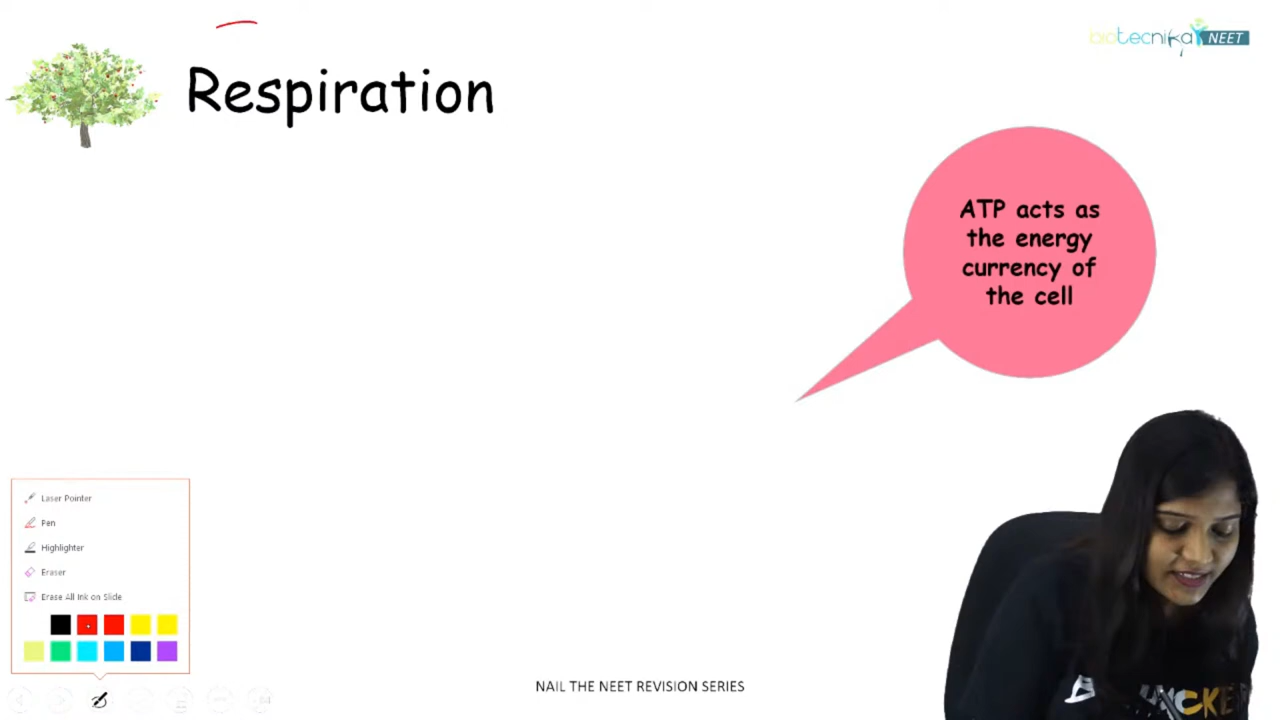 biotecnika NEET
Respiration
ATP acts as
the energy
currency of
the cell
Laser Pointer
Pen
Highlighter
Eraser
Erase All Ink on Slide
NAIL THE NEET REVISION SERIES